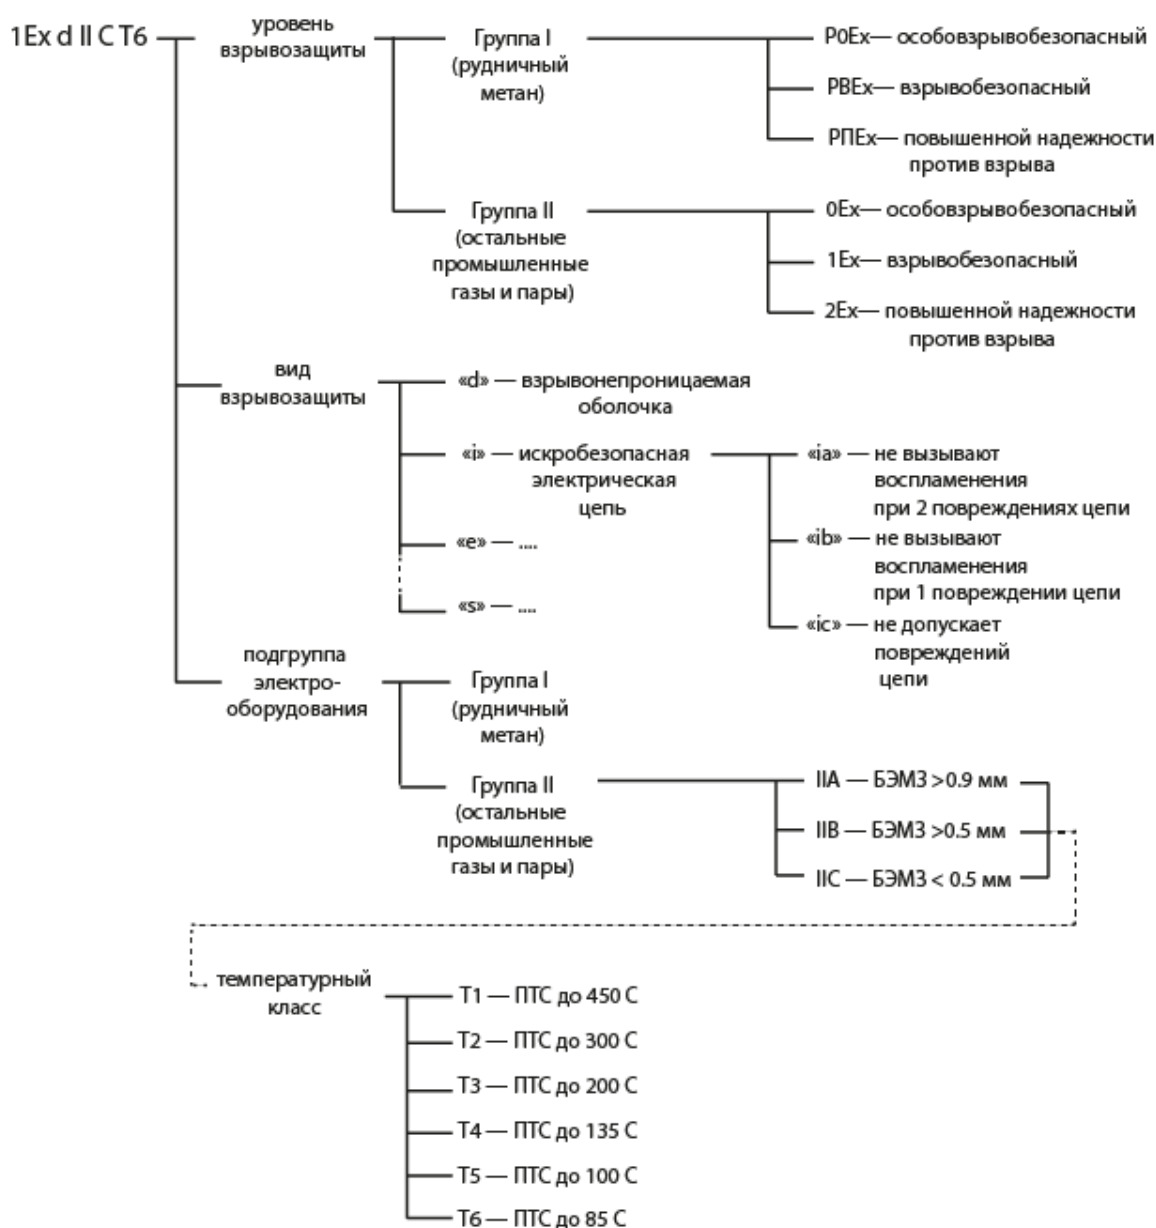 1Ex d II C T6
уровень
взрывозащиты
Группа I
(рудничный
метан)
P0Ex— особовзрывобезопасный
PBEx— взрывобезопасный
РПЕх— повышенной надежности
против взрыва
Группа II
(остальные
промышленные
газы и пары)
0Ex— особовзрывобезопасный
1Ex— взрывобезопасный
2Ex— повышенной надежности
против взрыва
вид
взрывозащиты
«d» — взрывонепроницаемая
оболочка
«i» — искробезопасная
электрическая
цепь
«ia» — не вызывают
воспламенения
при 2 повреждениях цепи
«ib» — не вызывают
воспламенения
при 1 повреждении цепи
«ic» — не допускает
повреждений
цепи
«e» — ....
«s» — ....
подгруппа
электро-
оборудования
Группа I
(рудничный
метан)
Группа II
(остальные
промышленные
газы и пары)
IIA — БЭМЗ >0.9 мм
IIB — БЭМЗ >0.5 мм
IIC — БЭМЗ < 0.5 мм
температурный
класс
T1 — ПТС до 450 С
T2 — ПТС до 300 С
T3 — ПТС до 200 С
T4 — ПТС до 135 С
T5 — ПТС до 100 С
T6 — ПТС до 85 С